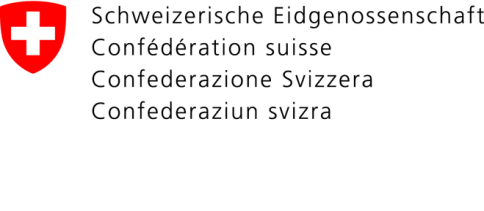 Schweizerische Eidgenossenschaft
Confédération suisse
Confederazione Svizzera
Confederaziun svizra